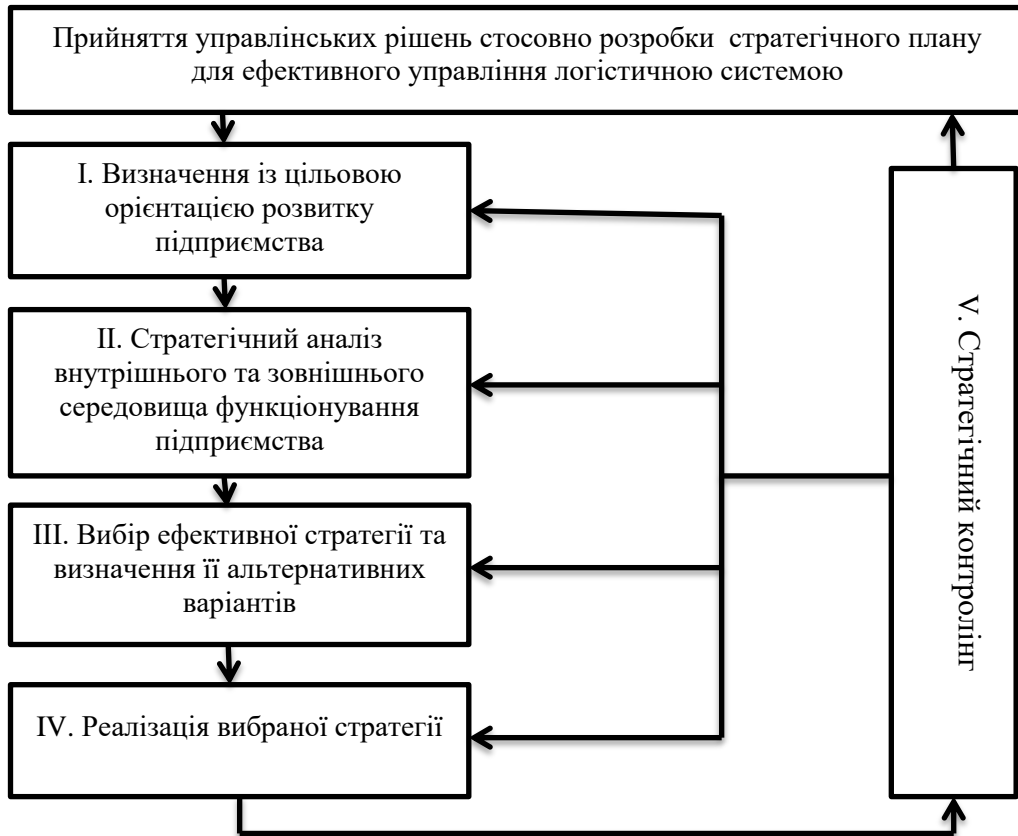 Прийняття управлінських рішень стосовно розробки стратегічного плану
для ефективного управління логістичною системою
I. Визначення із цільовою
орієнтацією розвитку
підприємства
II. Стратегічний аналіз
внутрішнього та зовнішнього
середовища функціонування
підприємства
III. Вибір ефективної стратегії та
визначення її альтернативних
варіантів
IV. Реалізація вибраної стратегії
V. Стратегічний контролінг